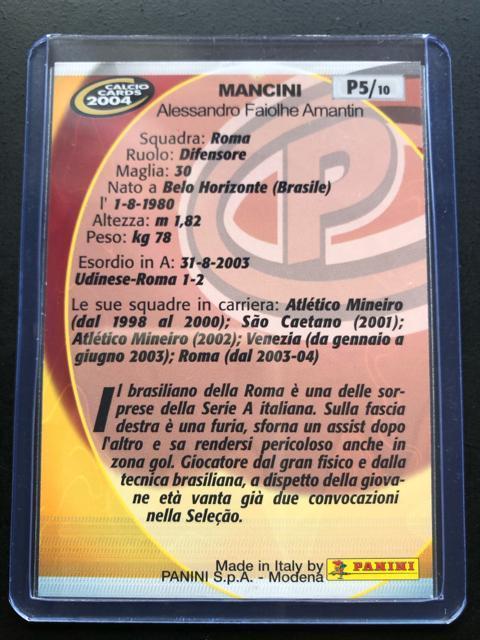 CALCIO
CARDS
2004
MANCINI
P5/10
Alessandro Faiolhe Amantin
Squadra: Roma
Ruolo: Difensore
Maglia: 30
Nato a Belo Horizonte (Brasile)
l' 1-8-1980
Altezza: m 1,82
Peso: kg 78
Esordio in A: 31-8-2003
Udinese-Roma 1-2
Le sue squadre in carriera: Atlético Mineiro
(dal 1998 al 2000); São Caetano (2001);
Atlético Mineiro (2002); Venezia (da gennaio a
giugno 2003); Roma (dal 2003-04)
Il brasiliano della Roma è una delle sor-
prese della Serie A italiana. Sulla fascia
destra è una furia, sforna un assist dopo
l'altro e sa rendersi pericoloso anche in
zona gol. Giocatore dal gran fisico e dalla
tecnica brasiliana, a dispetto della giova-
ne età vanta già due convocazioni
nella Seleção.
Made in Italy by
PANINI S.p.A. - Modena
PANINI